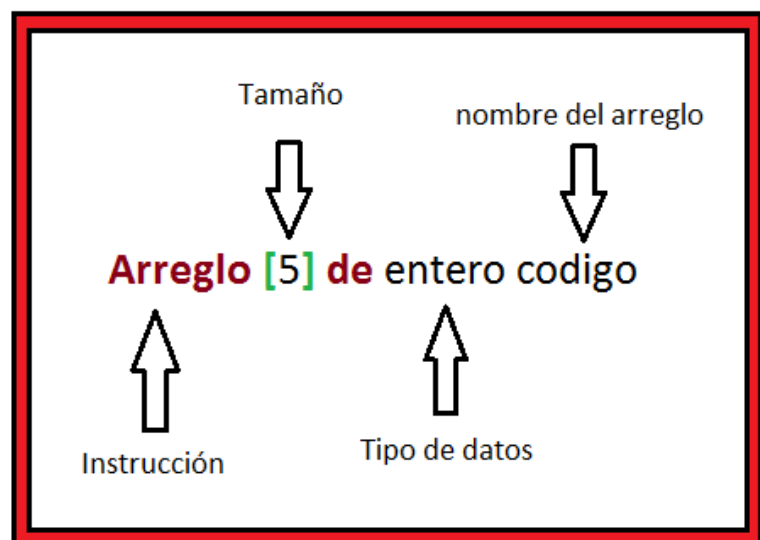 Tamaño
nombre del arreglo
Arreglo [5] de entero codigo
Instrucción
Tipo de datos